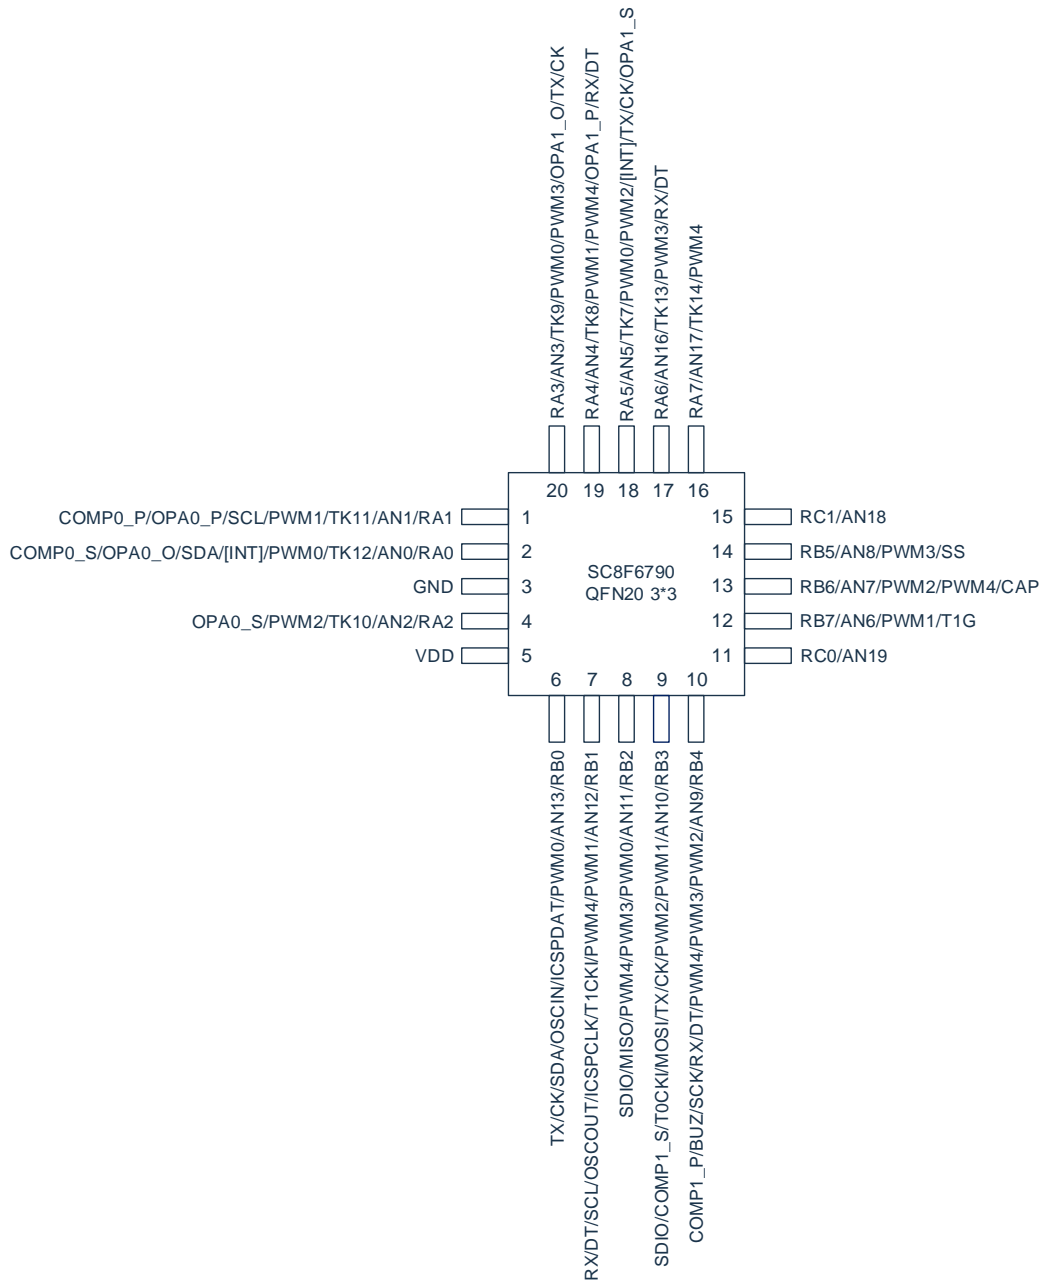 RA3/AN3/TK9/PWM0/PWM3/OPA1_O/TX/CK
RA4/AN4/TK8/PWM1/PWM4/OPA1_P/RX/DT
RA5/AN5/TK7/PWM0/PWM2/[INT]/TX/CK/OPA1_S
RA6/AN16/TK13/PWM3/RX/DT
RA7/AN17/TK14/PWM4
20 19 18 17 16
COMP0_P/OPA0_P/SCL/PWM1/TK11/AN1/RA1 1
15 RC1/AN18
COMP0_S/OPA0_O/SDA/[INT]/PWM0/TK12/AN0/RA0 2
14 RB5/AN8/PWM3/SS
SC8F6790
QFN20 3*3
GND 3
13 RB6/AN7/PWM2/PWM4/CAP
OPA0_S/PWM2/TK10/AN2/RA2 4
12 RB7/AN6/PWM1/T1G
VDD 5
11 RC0/AN19
6 7 8 9 10
TX/CK/SDA/OSCIN/ICSPDAT/PWM0/AN13/RB0
RX/DT/SCL/OSCOUT/ICSPCLK/T1CKI/PWM4/PWM1/AN12/RB1
SDIO/MISO/PWM4/PWM3/PWM0/AN11/RB2
SDIO/COMP1_S/T0CKI/MOSI/TX/CK/PWM2/PWM1/AN10/RB3
COMP1_P/BUZ/SCK/RX/DT/PWM4/PWM3/PWM2/AN9/RB4